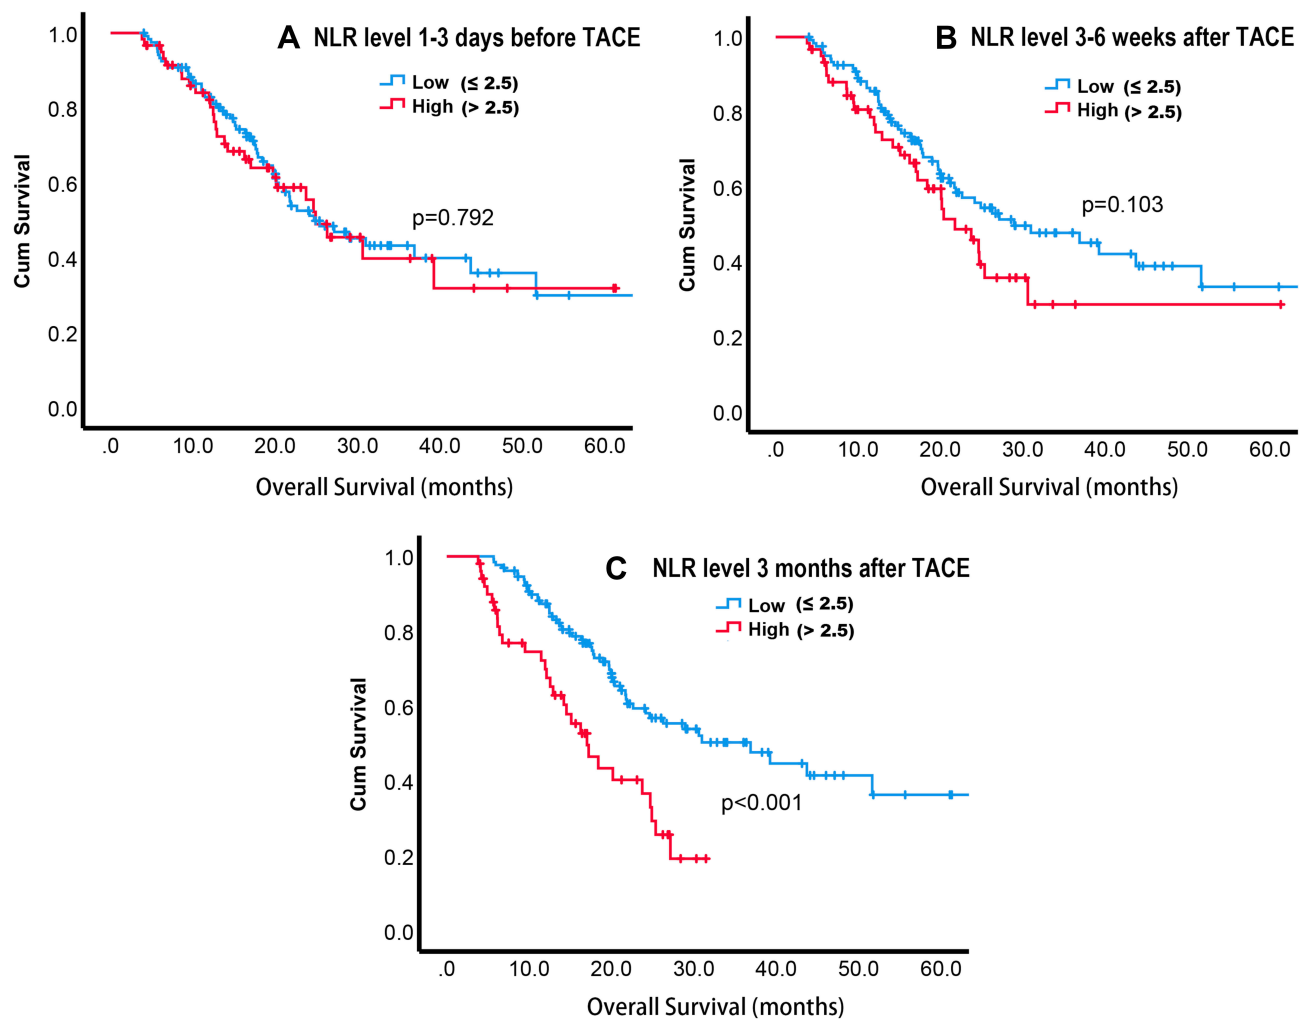 A NLR level 1-3 days before TACE
Low (≤ 2.5)
High (> 2.5)
p=0.792
Cum Survival
1.0
0.8
0.6
0.4
0.2
0.0
.0 10.0 20.0 30.0 40.0 50.0 60.0
Overall Survival (months)
B NLR level 3-6 weeks after TACE
Low (≤ 2.5)
High (> 2.5)
p=0.103
Cum Survival
1.0
0.8
0.6
0.4
0.2
0.0
.0 10.0 20.0 30.0 40.0 50.0 60.0
Overall Survival (months)
C NLR level 3 months after TACE
Low (≤ 2.5)
High (> 2.5)
p<0.001
Cum Survival
1.0
0.8
0.6
0.4
0.2
0.0
.0 10.0 20.0 30.0 40.0 50.0 60.0
Overall Survival (months)